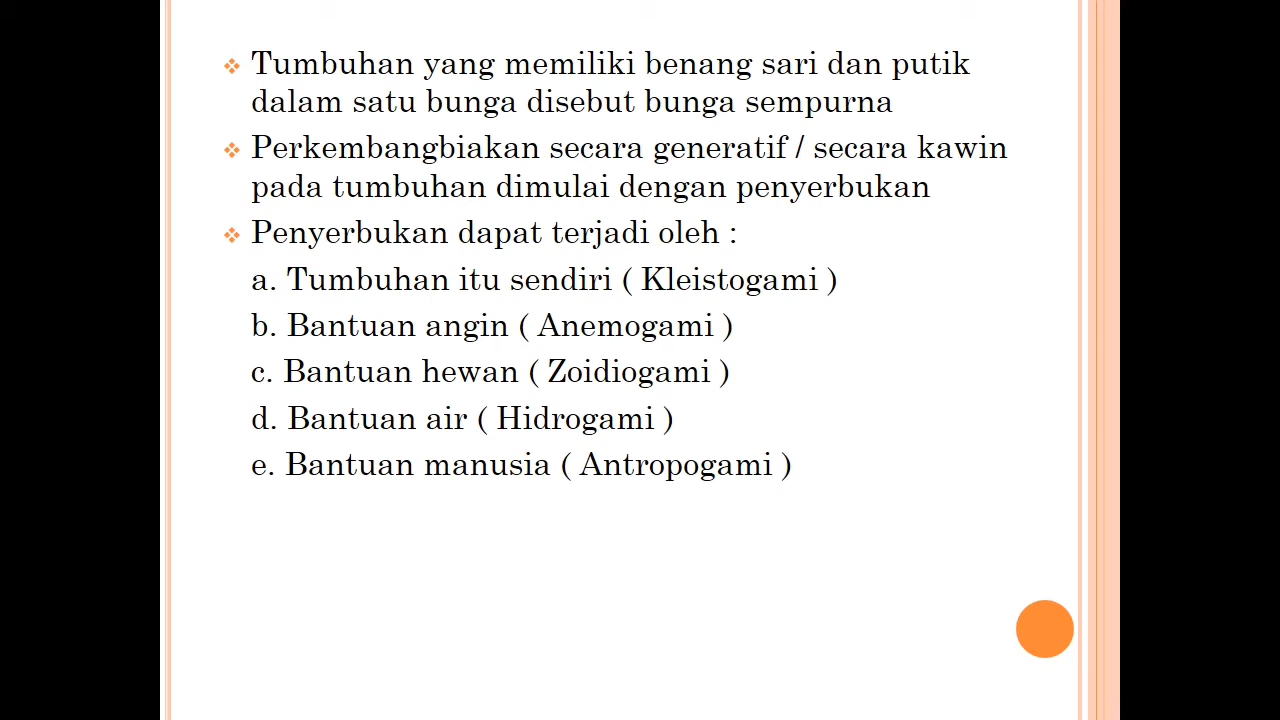 Tumbuhan yang memiliki benang sari dan putik
dalam satu bunga disebut bunga sempurna
Perkembangbiakan secara generatif / secara kawin
pada tumbuhan dimulai dengan penyerbukan
Penyerbukan dapat terjadi oleh :
a. Tumbuhan itu sendiri ( Kleistogami )
b. Bantuan angin ( Anemogami )
c. Bantuan hewan ( Zoidiogami )
d. Bantuan air ( Hidrogami )
e. Bantuan manusia ( Antropogami )